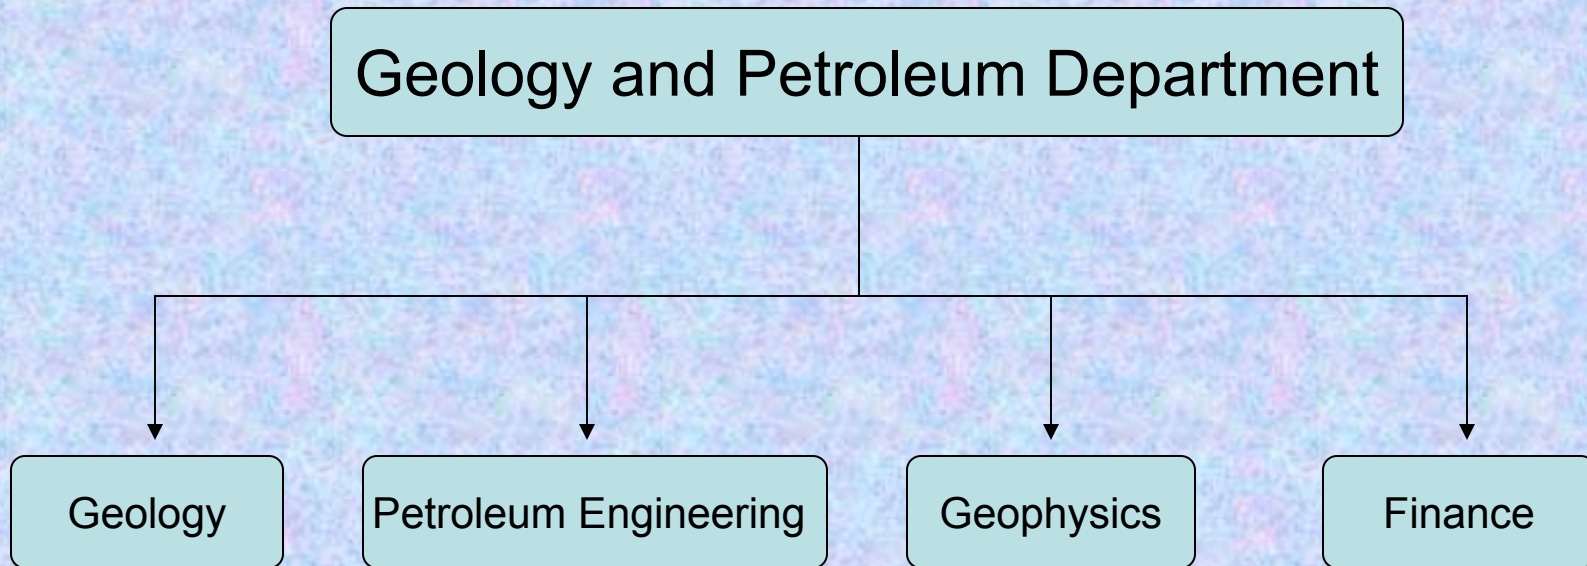 Geology and Petroleum Department
Geology
Petroleum Engineering
Geophysics
Finance